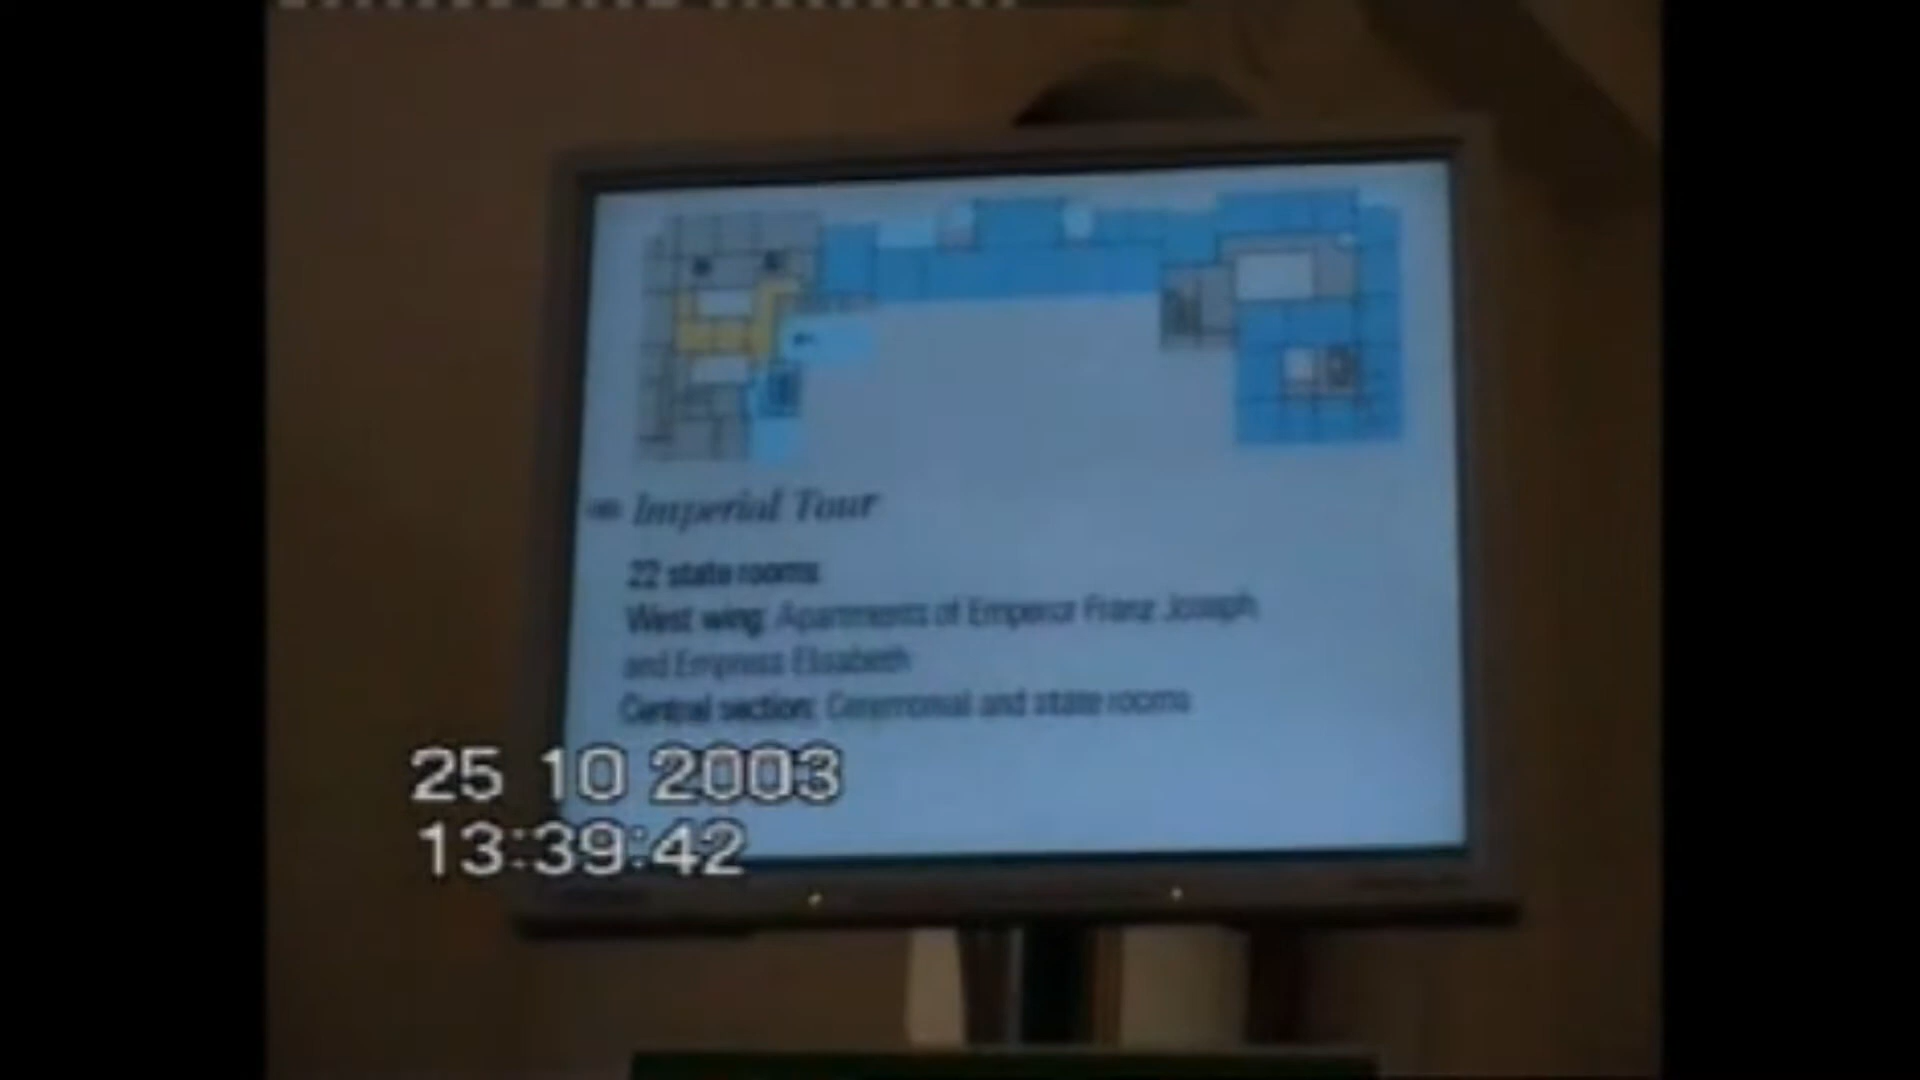 Imperial Tour
22 state rooms
West wing: Apartments of Emperor Franz Joseph
and Empress Elisabeth
Central section: Ceremonial and state rooms
25 10 2003
13:39:42